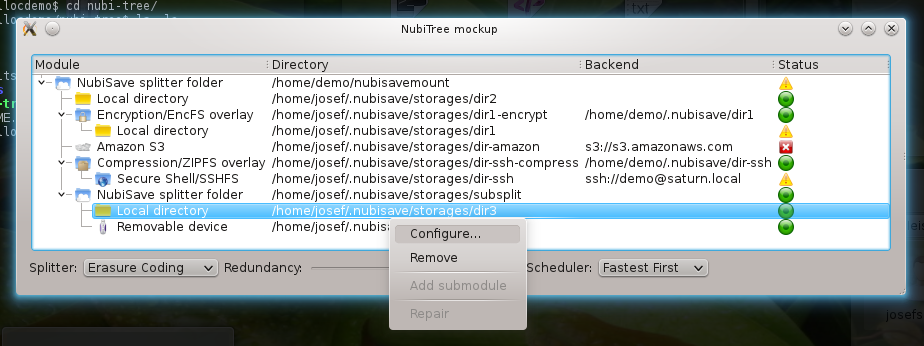 llocdemo$ cd nubi-tree/
txt
NubiTree mockup
Module Directory Backend Status
NubiSave splitter folder /home/demo/nubisavemount
Local directory /home/josef/.nubisave/storages/dir2
Encryption/EncFS overlay /home/josef/.nubisave/storages/dir1-encrypt /home/demo/.nubisave/dir1
Local directory /home/josef/.nubisave/storages/dir1
Amazon S3 /home/josef/.nubisave/storages/dir-amazon s3://s3.amazonaws.com
Compression/ZIPFS overlay /home/josef/.nubisave/storages/dir-ssh-compress /home/demo/.nubisave/dir-ssh
Secure Shell/SSHFS /home/josef/.nubisave/storages/dir-ssh ssh://demo@saturn.local
NubiSave splitter folder /home/josef/.nubisave/storages/subsplit
Local directory /home/josef/.nubisave/storages/dir3
Removable device /home/josef/.nubis
Configure...
Remove
Add submodule
Repair
Splitter: Erasure Coding Redundancy: Scheduler: Fastest First
josefs